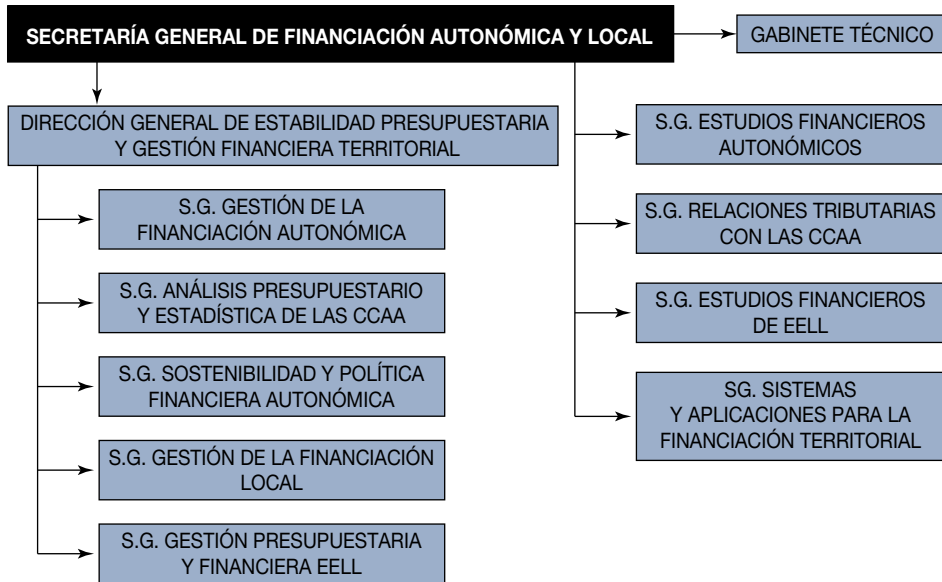 SECRETARÍA GENERAL DE FINANCIACIÓN AUTONÓMICA Y LOCAL
GABINETE TÉCNICO
DIRECCIÓN GENERAL DE ESTABILIDAD PRESUPUESTARIA
Y GESTIÓN FINANCIERA TERRITORIAL
S.G. GESTIÓN DE LA
FINANCIACIÓN AUTONÓMICA
S.G. ANÁLISIS PRESUPUESTARIO
Y ESTADÍSTICA DE LAS CCAA
S.G. SOSTENIBILIDAD Y POLÍTICA
FINANCIERA AUTONÓMICA
S.G. GESTIÓN DE LA FINANCIACIÓN
LOCAL
S.G. GESTIÓN PRESUPUESTARIA
Y FINANCIERA EELL
S.G. ESTUDIOS FINANCIEROS
AUTONÓMICOS
S.G. RELACIONES TRIBUTARIAS
CON LAS CCAA
S.G. ESTUDIOS FINANCIEROS
DE EELL
SG. SISTEMAS
Y APLICACIONES PARA LA
FINANCIACIÓN TERRITORIAL